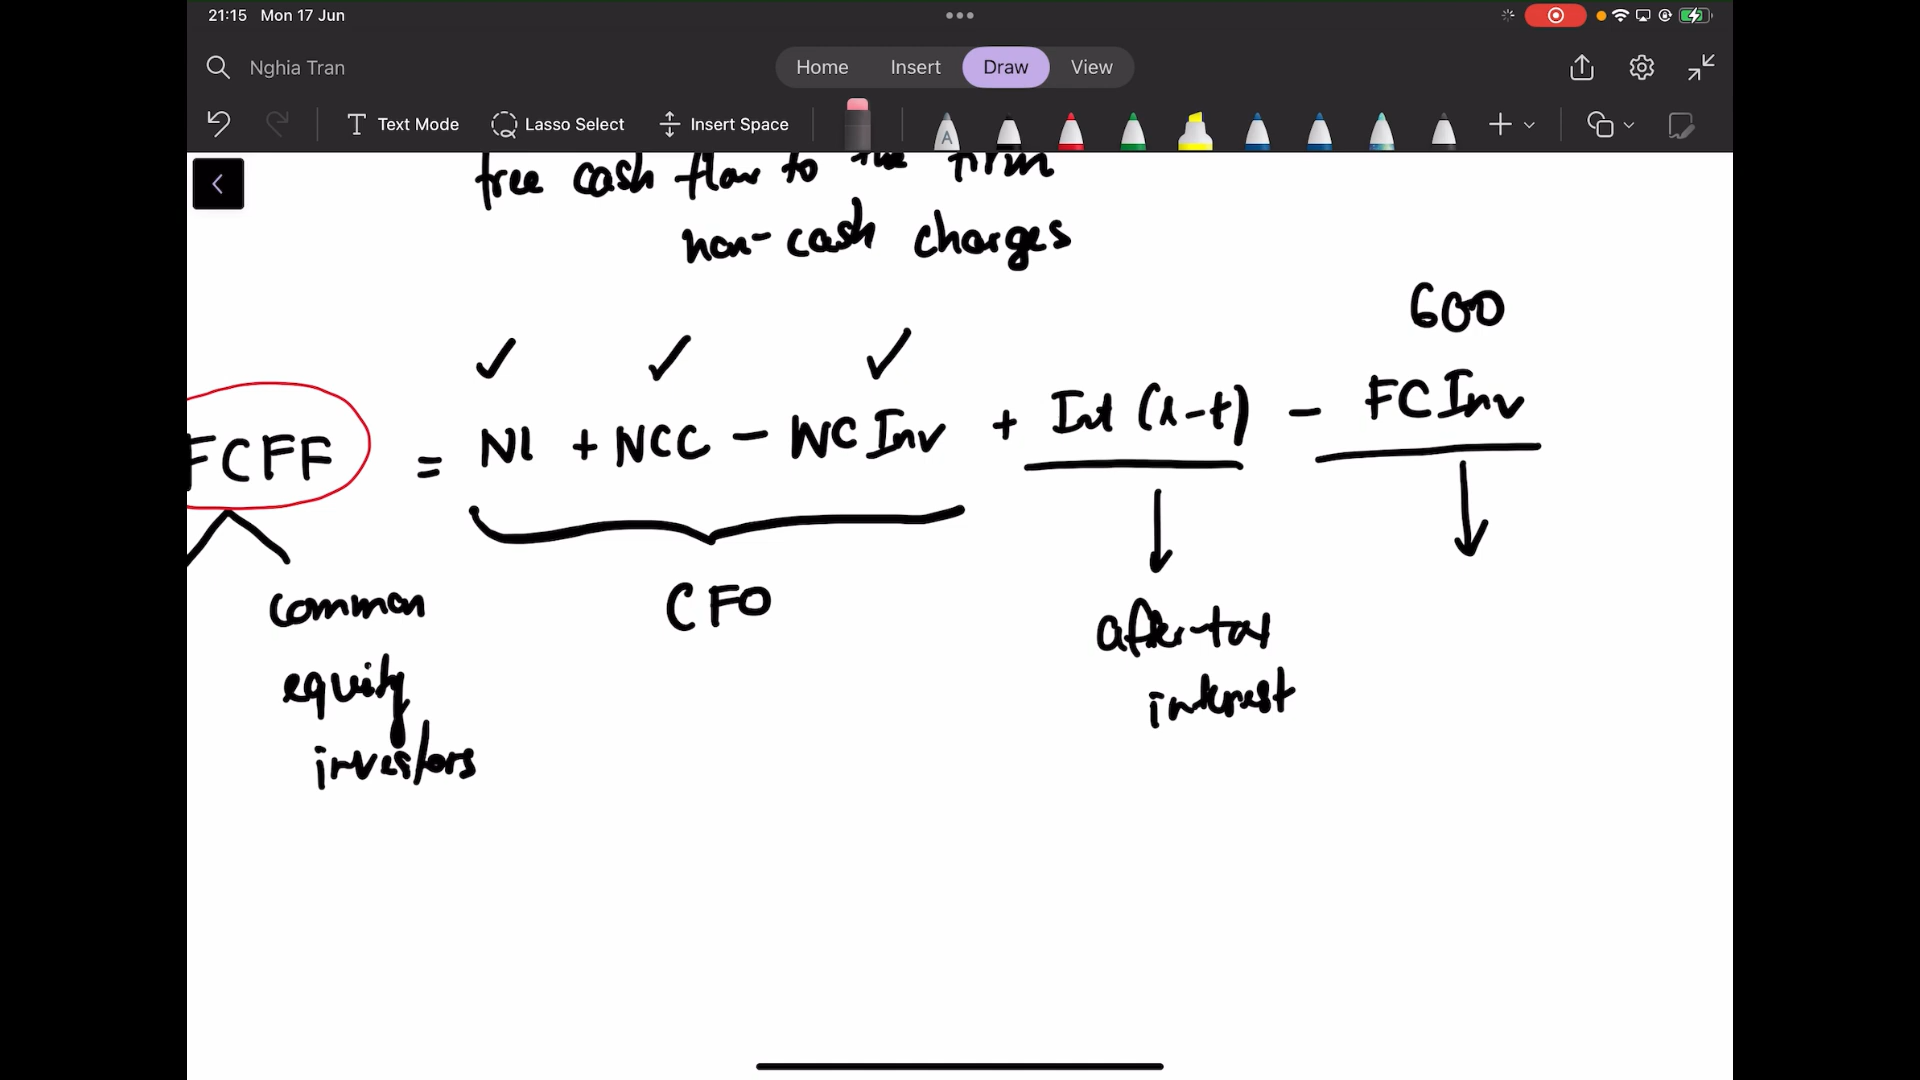 21:15 Mon 17 Jun
Nghia Tran
Home Insert Draw View
Text Mode Lasso Select Insert Space
A
free cash flow to the firm
non-cash charges
600
FCFF = NI + NCC - WC Inv + Int (1-t) - FC Inv
CFO
after-tax
interest
common
equity
investors